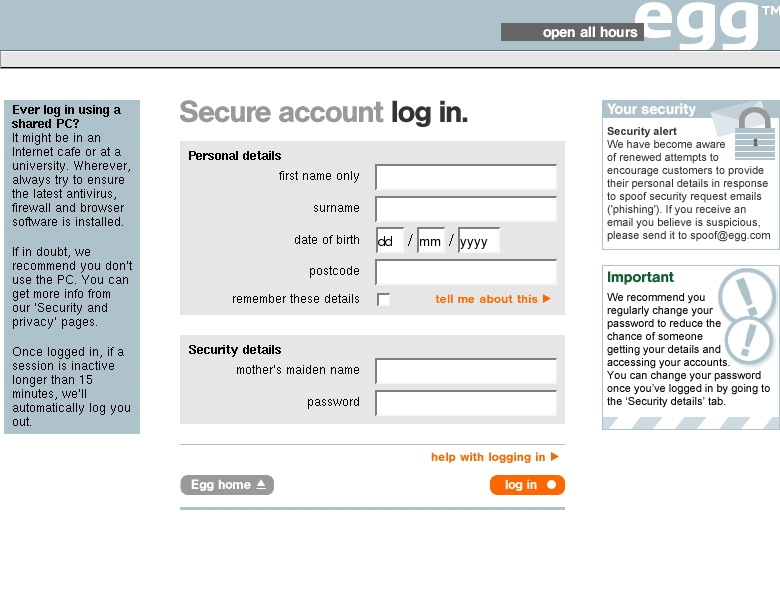 open all hours
egg™
Ever log in using a
shared PC?
It might be in an
Internet cafe or at a
university. Wherever,
always try to ensure
the latest antivirus,
firewall and browser
software is installed.
If in doubt, we
recommend you don't
use the PC. You can
get more info from
our 'Security and
privacy' pages.
Once logged in, if a
session is inactive
longer than 15
minutes, we'll
automatically log you
out.
Secure account log in.
Personal details
first name only
surname
date of birth dd / mm / yyyy
postcode
remember these details tell me about this
Security details
mother's maiden name
password
help with logging in
Egg home log in
Your security
Security alert
We have become aware
of renewed attempts to
encourage customers to provide
their personal details in response
to spoof security request emails
('phishing'). If you receive an
email you believe is suspicious,
please send it to spoof@egg.com
Important
We recommend you
regularly change your
password to reduce the
chance of someone
getting your details and
accessing your accounts.
You can change your password
once you've logged in by going to
the 'Security details' tab.